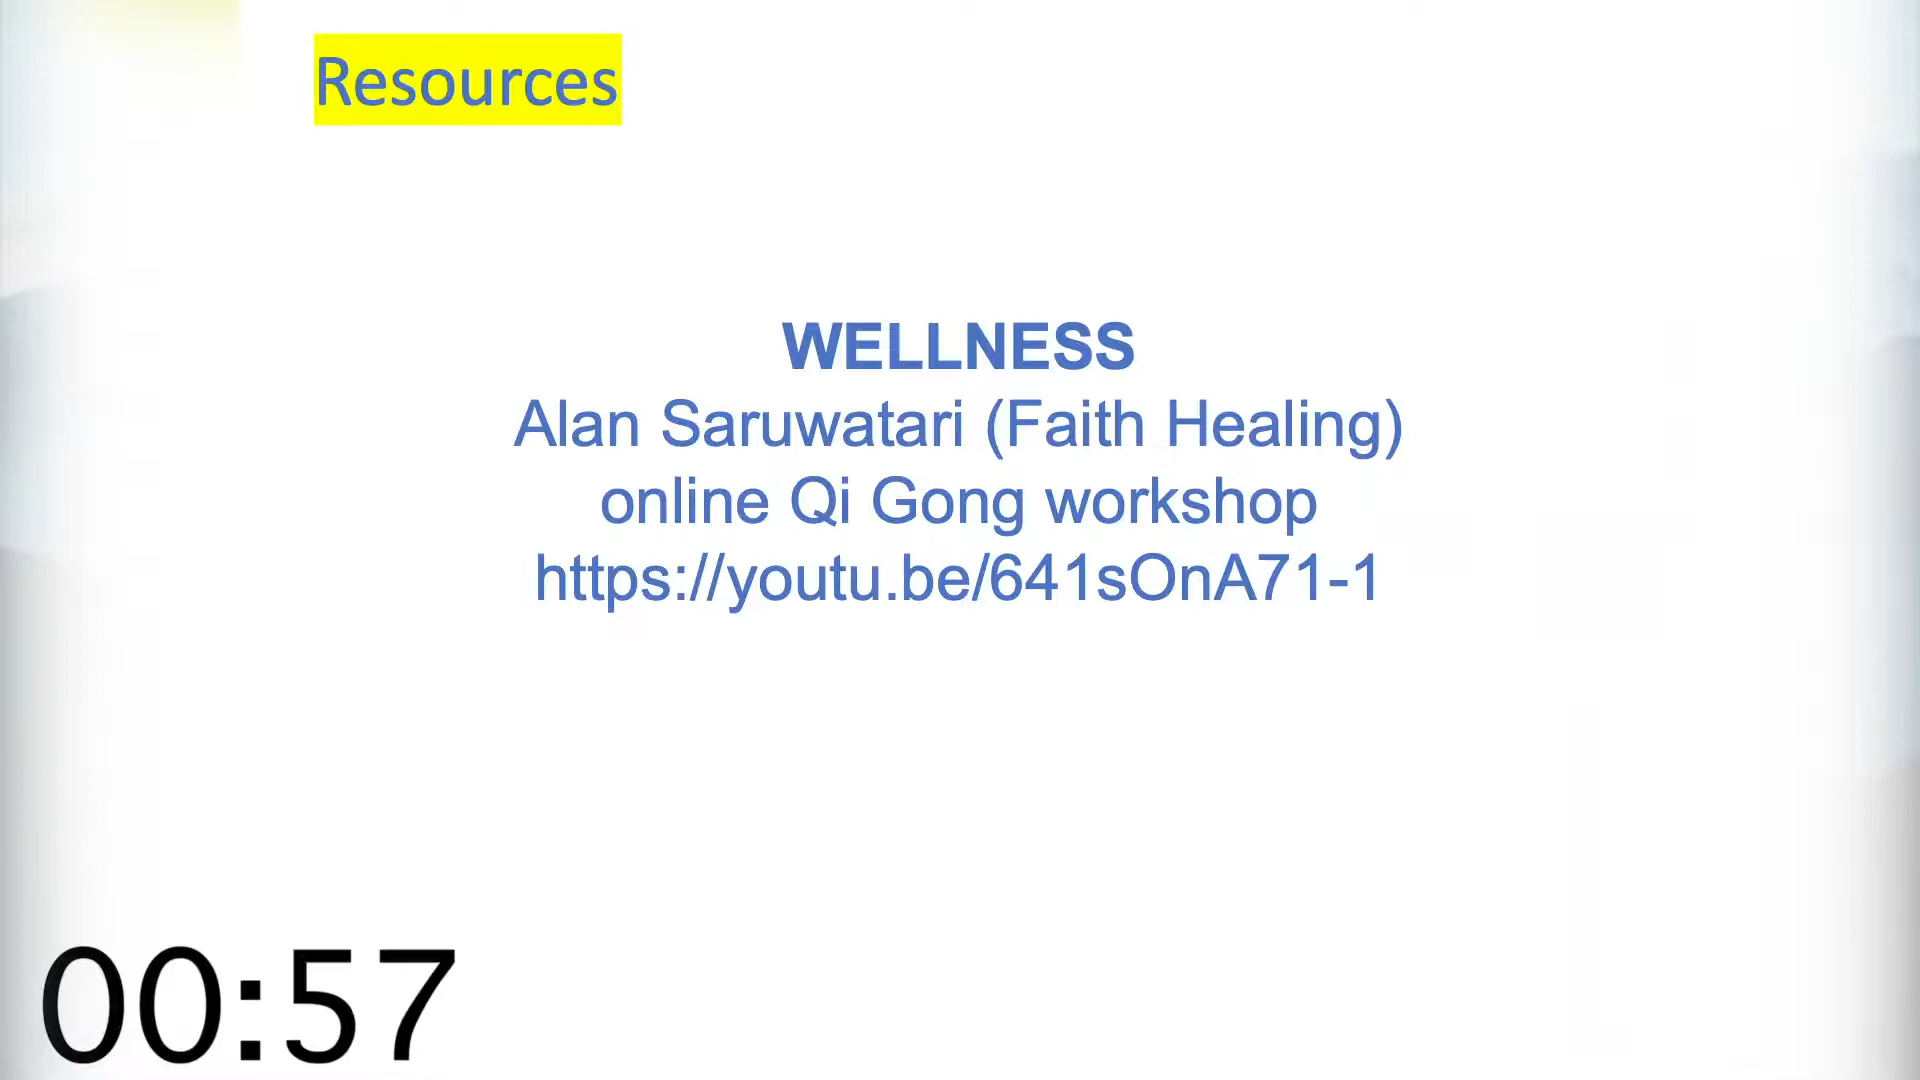 Resources
WELLNESS
Alan Saruwatari (Faith Healing)
online Qi Gong workshop
https://youtu.be/641sOnA71-1
00:57